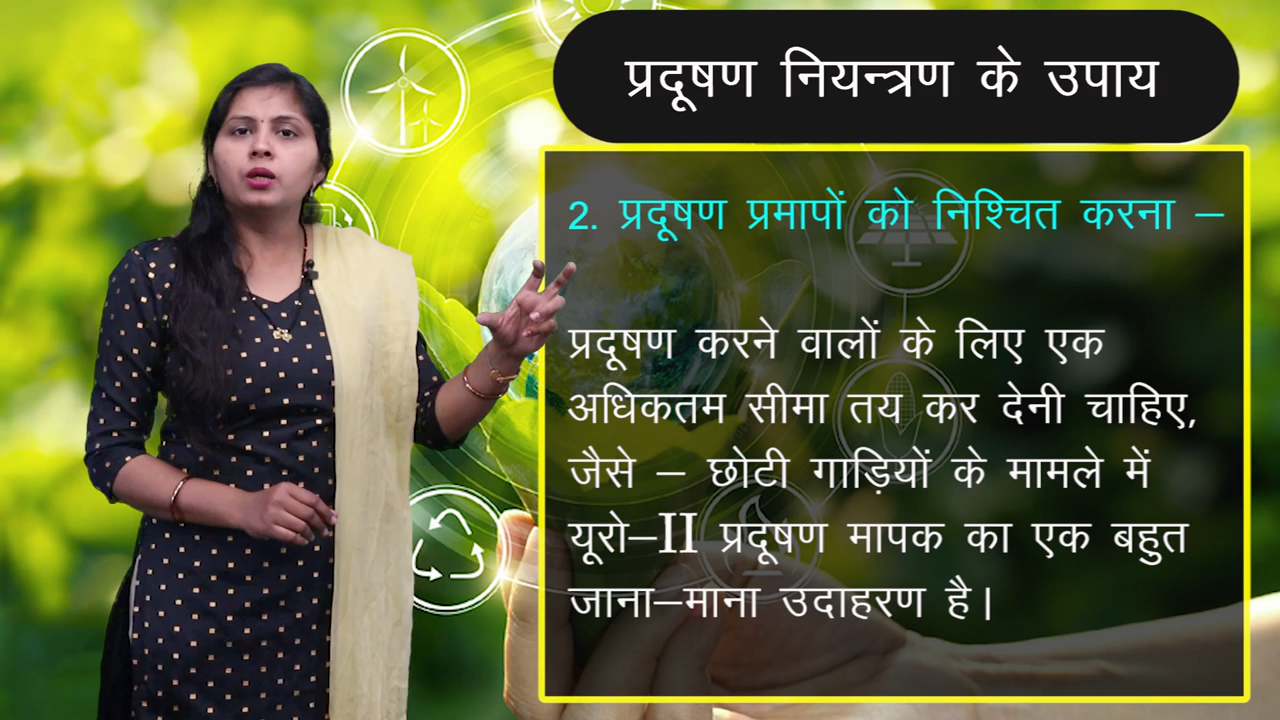 प्रदूषण नियन्त्रण के उपाय
2. प्रदूषण प्रमापों को निश्चित करना –
प्रदूषण करने वालों के लिए एक
अधिकतम सीमा तय कर देनी चाहिए,
जैसे – छोटी गाड़ियों के मामले में
यूरो–II प्रदूषण मापक का एक बहुत
जाना–माना उदाहरण है।